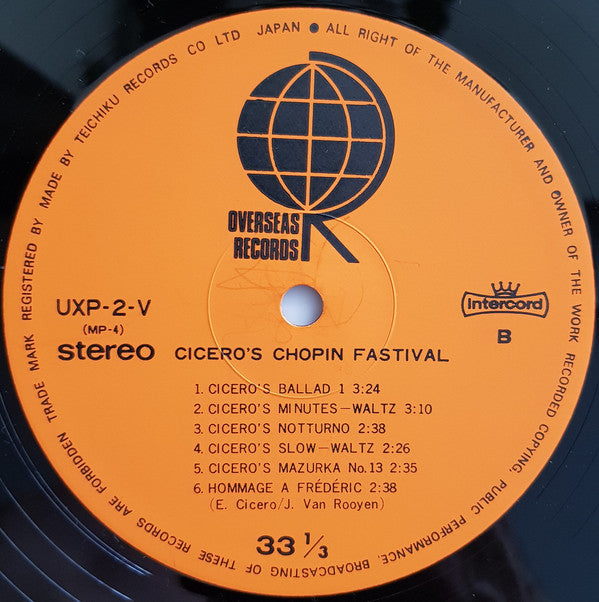 TRADE MARK REGISTERED BY MADE BY TEICHIKU RECORDS CO LTD JAPAN ● ALL RIGHT OF THE MANUFACTURER AND OWNER OF THE WORK RECORDED COPYING, PUBLIC PERFORMANCE, BROADCASTING OF THESE RECORDS ARE FORBIDDEN
OVERSEAS
RECORDS
R
UXP-2-V
(MP-4)
stereo
Intercord
B
CICERO'S CHOPIN FASTIVAL
1. CICERO'S BALLAD 1 3:24
2. CICERO'S MINUTES—WALTZ 3:10
3. CICERO'S NOTTURNO 2:38
4. CICERO'S SLOW—WALTZ 2:26
5. CICERO'S MAZURKA No.13 2:35
6. HOMMAGE A FRÉDÉRIC 2:38
(E. Cicero/J. Van Rooyen)
33 1/3